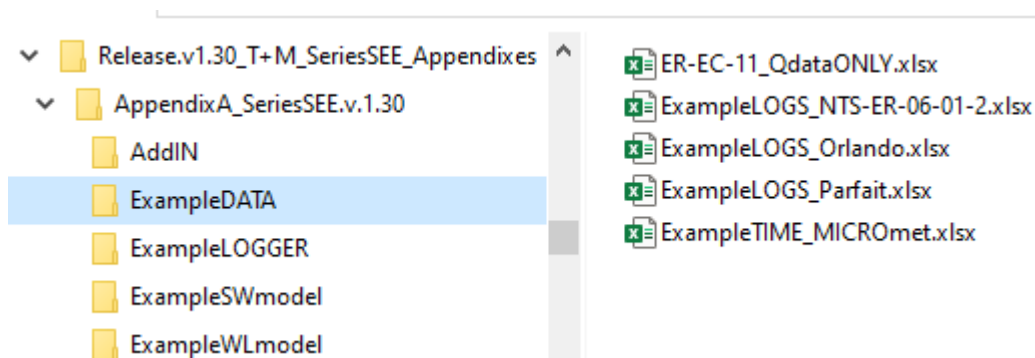 Release.v1.30_T+M_SeriesSEE_Appendixes
AppendixA_SeriesSEE.v.1.30
AddIN
ExampleDATA
ExampleLOGGER
ExampleSWmodel
ExampleWLmodel
ER-EC-11_QdataONLY.xlsx
ExampleLOGS_NTS-ER-06-01-2.xlsx
ExampleLOGS_Orlando.xlsx
ExampleLOGS_Parfait.xlsx
ExampleTIME_MICROmet.xlsx